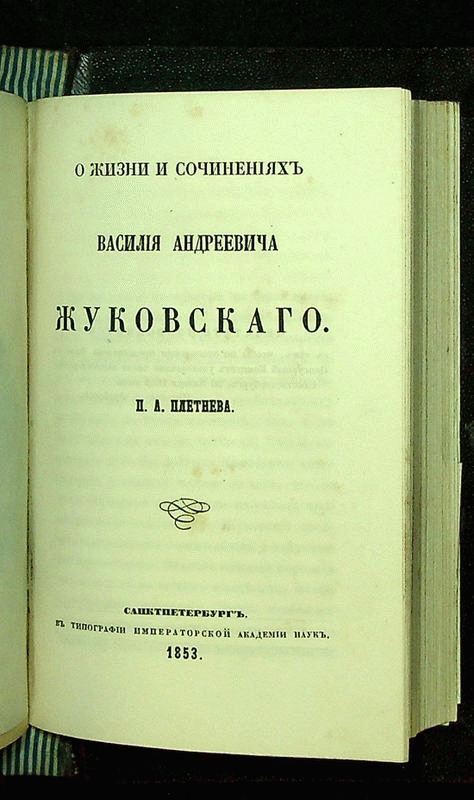 О ЖИЗНИ И СОЧИНЕНІЯХЪ
ВАСИЛІЯ АНДРЕЕВИЧА
ЖУКОВСКАГО.
П. А. ПЛЕТНЕВА.
САНКТПЕТЕРБУРГЪ.
ВЪ ТИПОГРАФІИ ИМПЕРАТОРСКОЙ АКАДЕМІИ НАУКЪ.
1853.